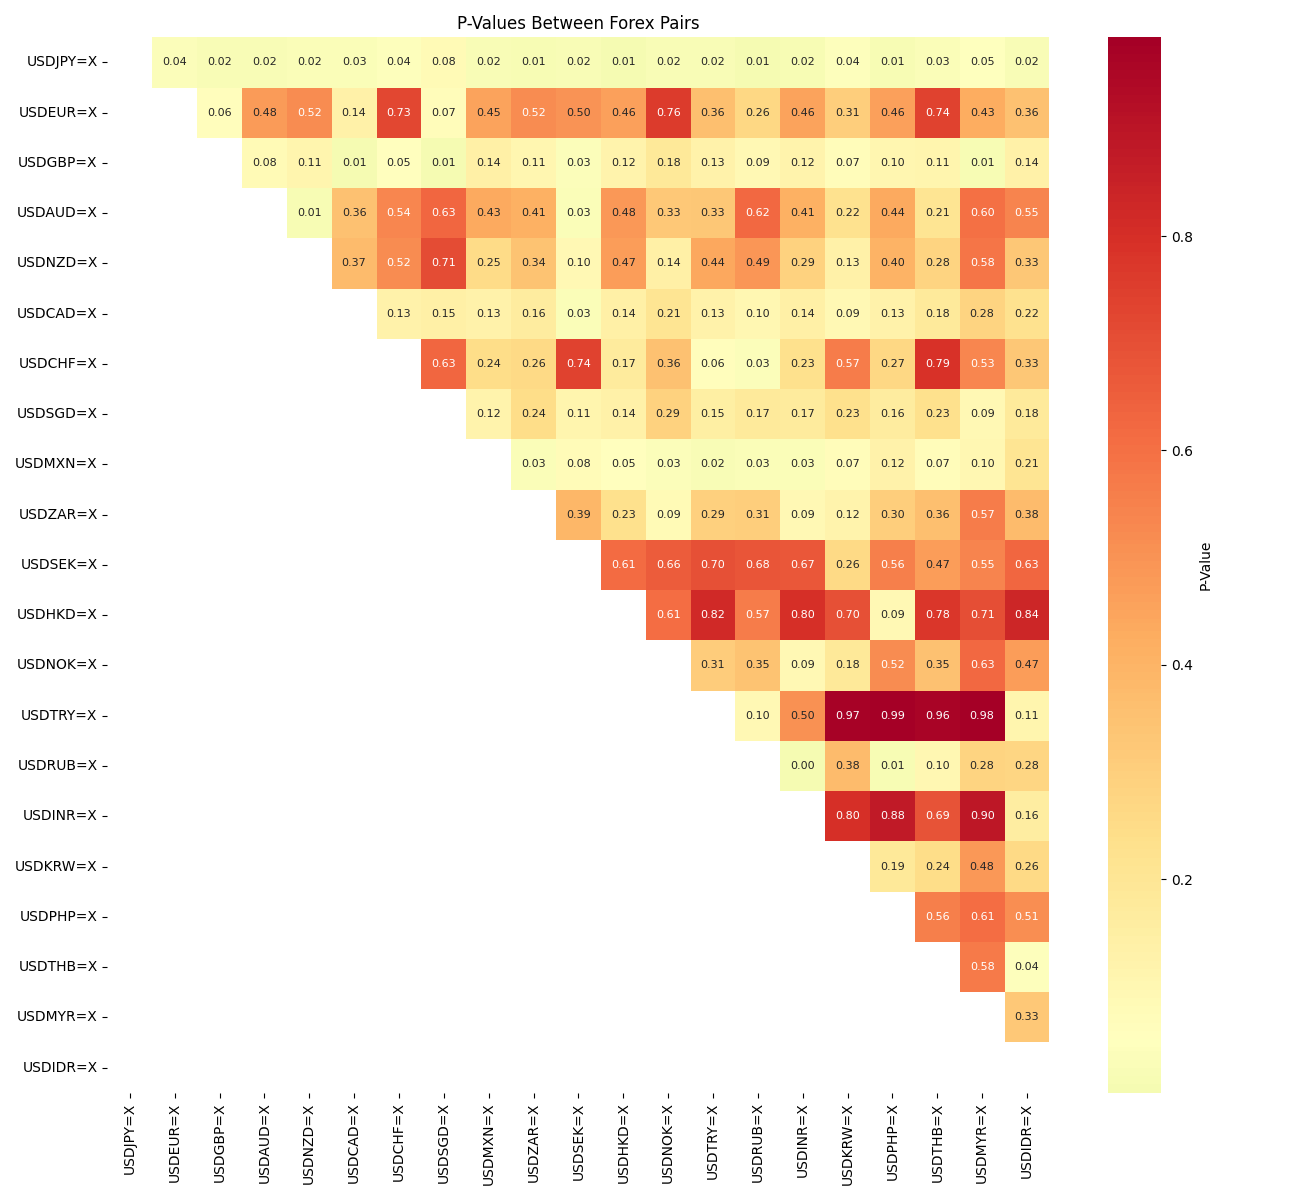 P-Values Between Forex Pairs
USDJPY=X 0.04 0.02 0.02 0.02 0.03 0.04 0.08 0.02 0.01 0.02 0.01 0.02 0.02 0.01 0.02 0.04 0.01 0.03 0.05 0.02
USDEUR=X 0.06 0.48 0.52 0.14 0.73 0.07 0.45 0.52 0.50 0.46 0.76 0.36 0.26 0.46 0.31 0.46 0.74 0.43 0.36
USDGBP=X 0.08 0.11 0.01 0.05 0.01 0.14 0.11 0.03 0.12 0.18 0.13 0.09 0.12 0.07 0.10 0.11 0.01 0.14
USDAUD=X 0.01 0.36 0.54 0.63 0.43 0.41 0.03 0.48 0.33 0.33 0.62 0.41 0.22 0.44 0.21 0.60 0.55
USDNZD=X 0.37 0.52 0.71 0.25 0.34 0.10 0.47 0.14 0.44 0.49 0.29 0.13 0.40 0.28 0.58 0.33
USDCAD=X 0.13 0.15 0.13 0.16 0.03 0.14 0.21 0.13 0.10 0.14 0.09 0.13 0.18 0.28 0.22
USDCHF=X 0.63 0.24 0.26 0.74 0.17 0.36 0.06 0.03 0.23 0.57 0.27 0.79 0.53 0.33
USDSGD=X 0.12 0.24 0.11 0.14 0.29 0.15 0.17 0.17 0.23 0.16 0.23 0.09 0.18
USDMXN=X 0.03 0.08 0.05 0.03 0.02 0.03 0.03 0.07 0.12 0.07 0.10 0.21
USDZAR=X 0.39 0.23 0.09 0.29 0.31 0.09 0.12 0.30 0.36 0.57 0.38
USDSEK=X 0.61 0.66 0.70 0.68 0.67 0.26 0.56 0.47 0.55 0.63
USDHKD=X 0.61 0.82 0.57 0.80 0.70 0.09 0.78 0.71 0.84
USDNOK=X 0.31 0.35 0.09 0.18 0.52 0.35 0.63 0.47
USDTRY=X 0.10 0.50 0.97 0.99 0.96 0.98 0.11
USDRUB=X 0.00 0.38 0.01 0.10 0.28 0.28
USDINR=X 0.80 0.88 0.69 0.90 0.16
USDKRW=X 0.19 0.24 0.48 0.26
USDPHP=X 0.56 0.61 0.51
USDTHB=X 0.58 0.04
USDMYR=X 0.33
USDIDR=X
USDJPY=X USDEUR=X USDGBP=X USDAUD=X USDNZD=X USDCAD=X USDCHF=X USDSGD=X USDMXN=X USDZAR=X USDSEK=X USDHKD=X USDNOK=X USDTRY=X USDRUB=X USDINR=X USDKRW=X USDPHP=X USDTHB=X USDMYR=X USDIDR=X
0.8
0.6
0.4
0.2
P-Value